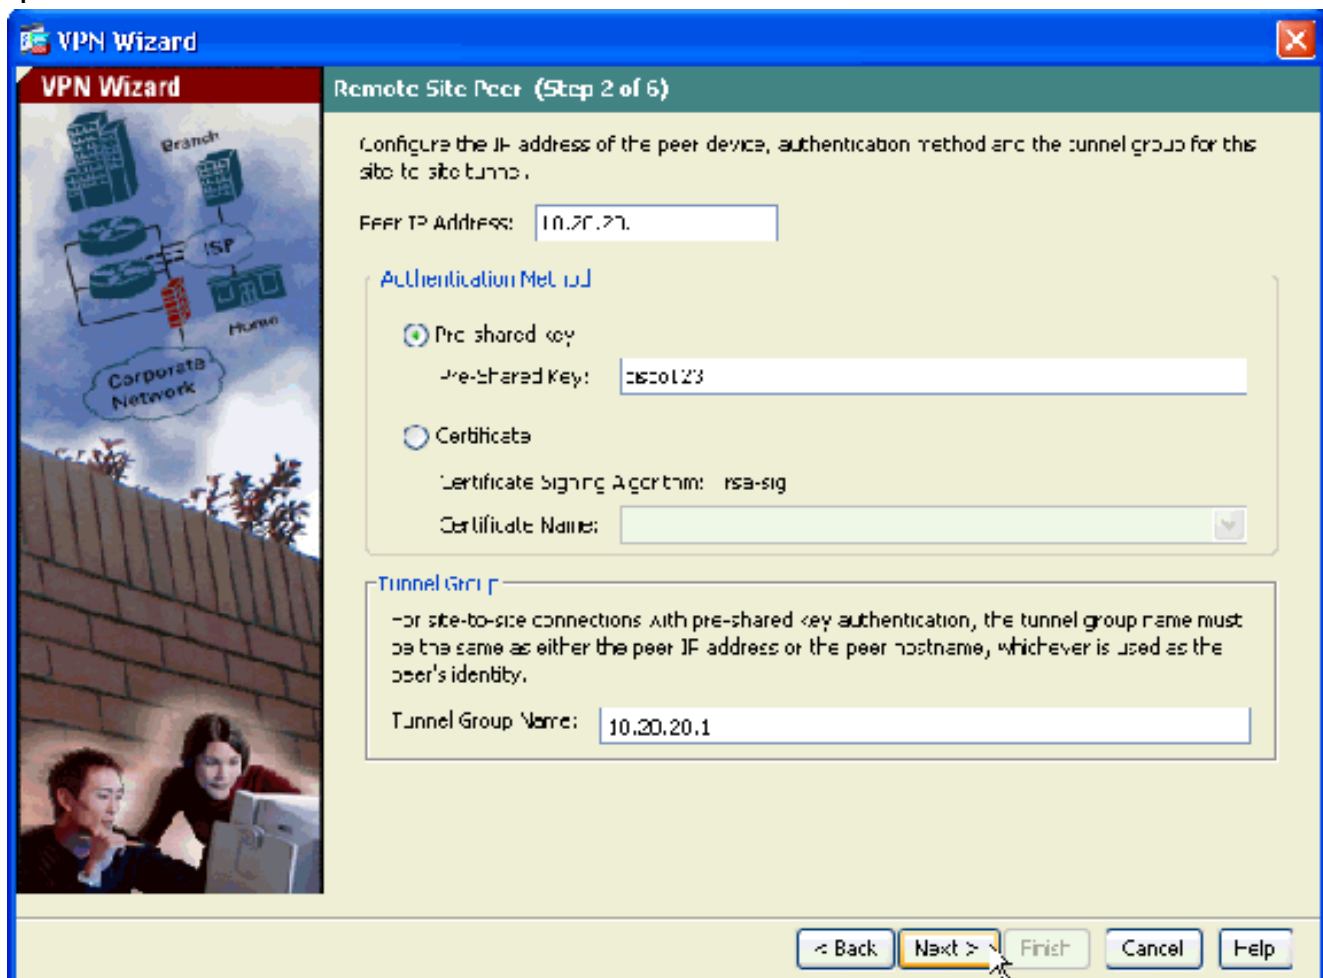 VPN Wizard
VPN Wizard
Remote Site Peer (Step 2 of 6)
Branch
ISP
Home
Corporate
Network
Configure the IP address of the peer device, authentication method and the tunnel group for this
site-to-site tunnel.
Peer IP Address: 10.20.20.
Authentication Method
Pre-shared key
Pre-Shared Key: cisco123
Certificate
Certificate Signing Algorithm: rsa-sig
Certificate Name:
Tunnel Group
For site-to-site connections with pre-shared key authentication, the tunnel group name must
be the same as either the peer IP address or the peer hostname, whichever is used as the
peer's identity.
Tunnel Group Name: 10.20.20.1
< Back Next > Finish Cancel Help